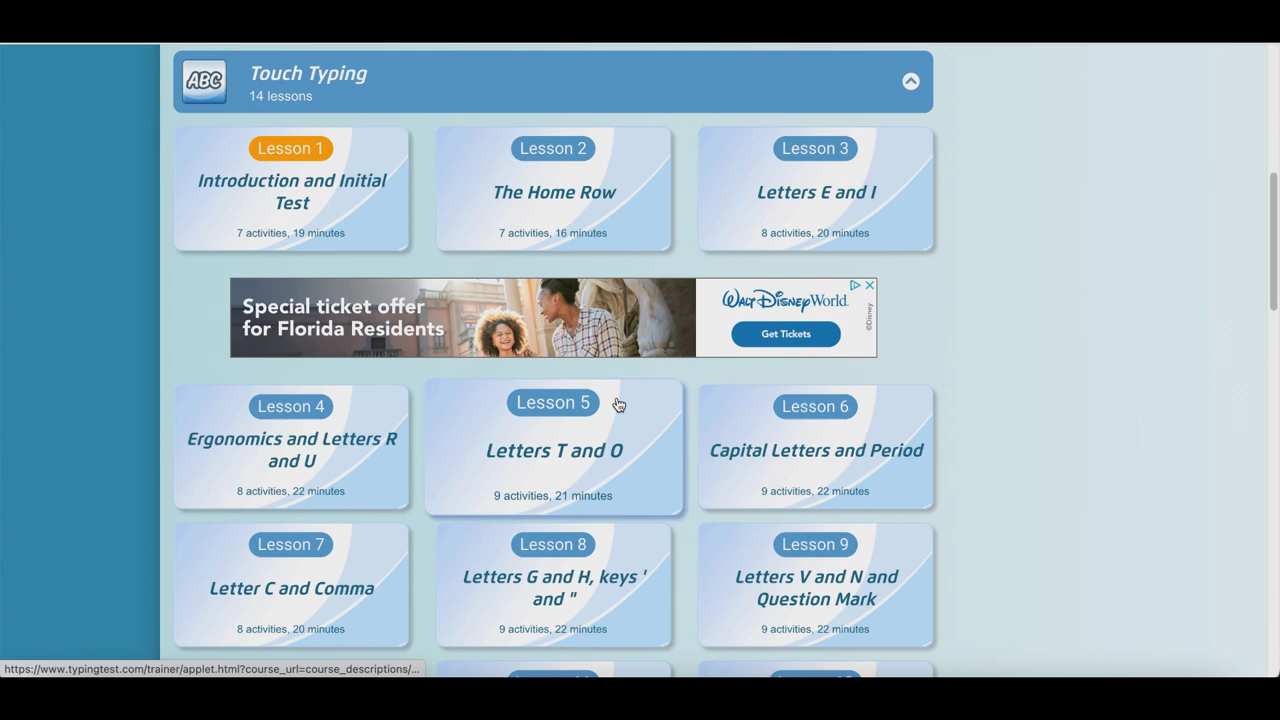 ABC
Touch Typing
14 lessons
Lesson 1
Introduction and Initial
Test
7 activities, 19 minutes
Lesson 2
The Home Row
7 activities, 16 minutes
Lesson 3
Letters E and I
8 activities, 20 minutes
Special ticket offer
for Florida Residents
Walt Disney World
Get Tickets
©Disney
Lesson 4
Ergonomics and Letters R
and U
8 activities, 22 minutes
Lesson 5
Letters T and O
9 activities, 21 minutes
Lesson 6
Capital Letters and Period
9 activities, 22 minutes
Lesson 7
Letter C and Comma
8 activities, 20 minutes
Lesson 8
Letters G and H, keys '
and "
9 activities, 22 minutes
Lesson 9
Letters V and N and
Question Mark
9 activities, 22 minutes
https://www.typingtest.com/trainer/applet.html?course_url=course_descriptions/...